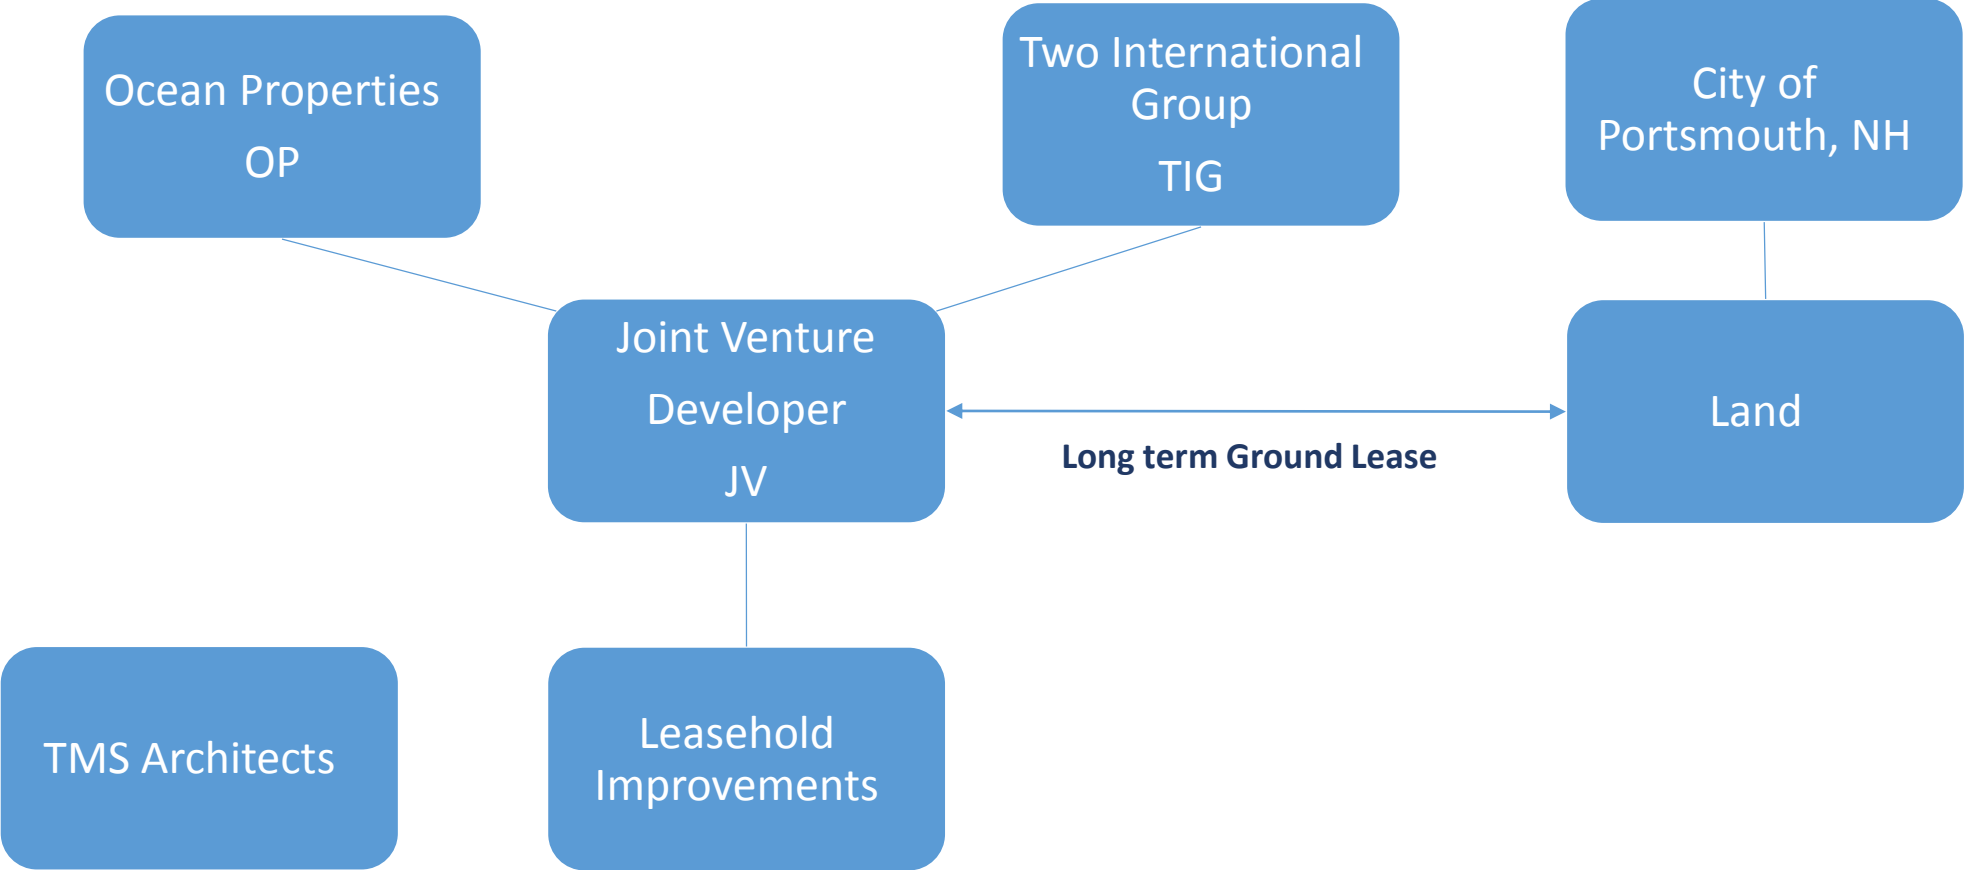 Ocean Properties
OP
Two International
Group
TIG
City of
Portsmouth, NH
Joint Venture
Developer
JV
Long term Ground Lease
Land
TMS Architects
Leasehold
Improvements